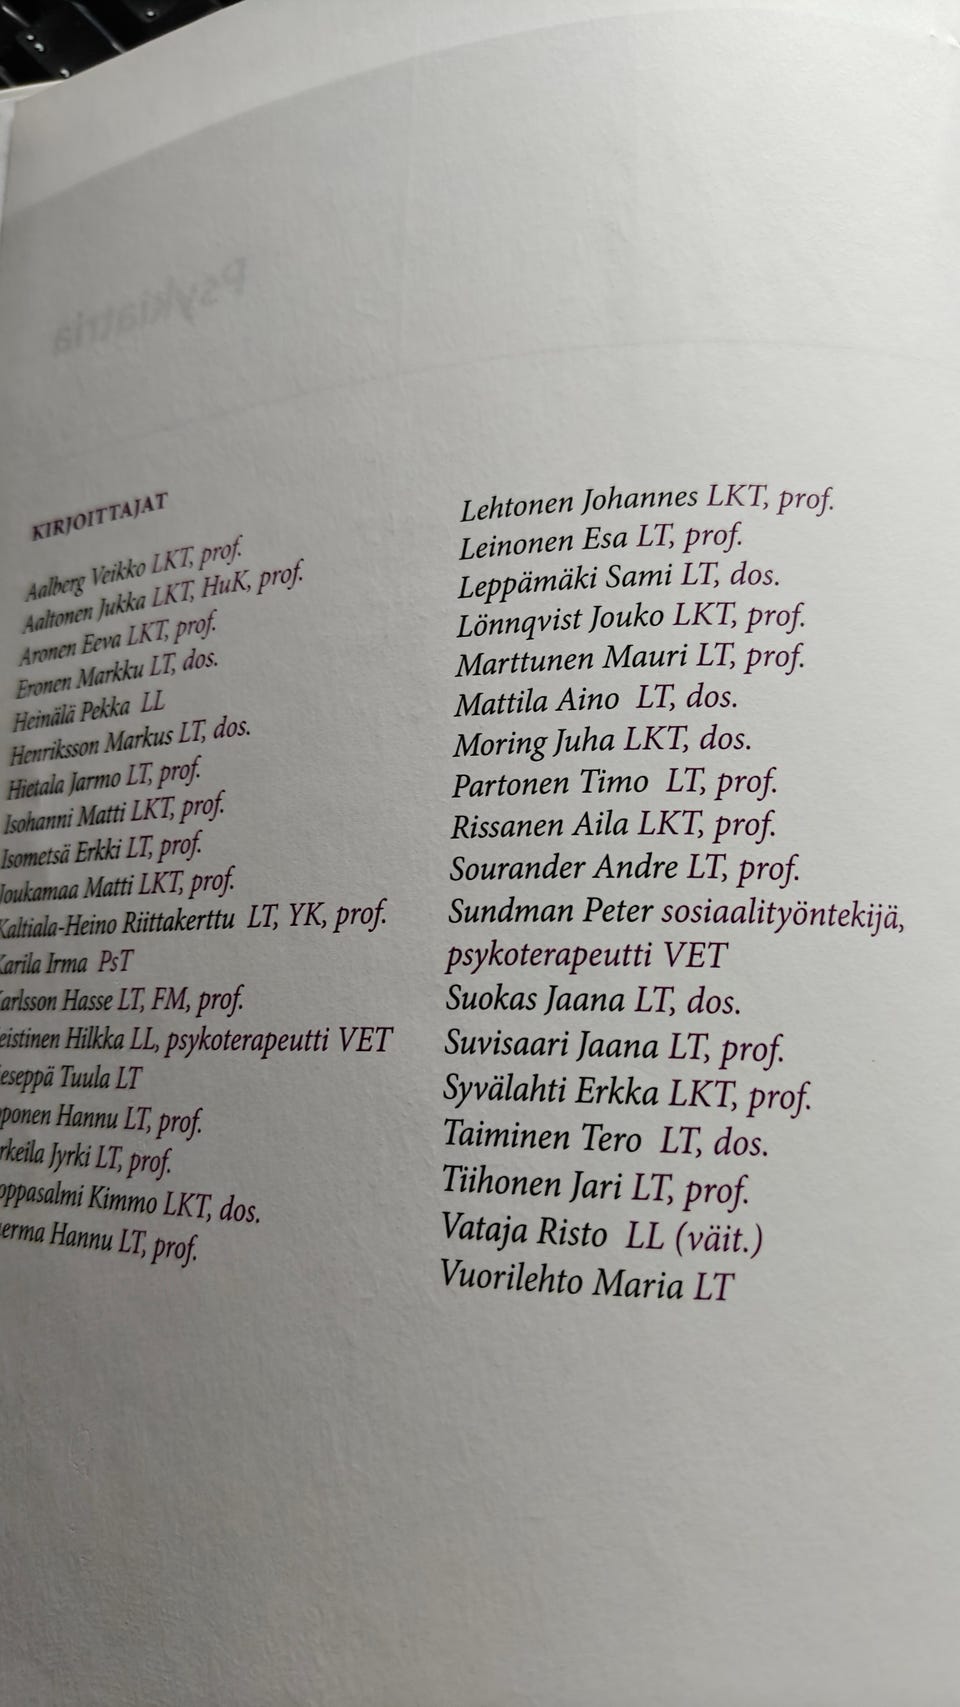 Psykiatria
KIRJOITTAJAT
Aalberg Veikko LKT, prof.
Aaltonen Jukka LKT, HuK, prof.
Aronen Eeva LKT, prof.
Eronen Markku LT, dos.
Heinälä Pekka LL
Henriksson Markus LT, dos.
Hietala Jarmo LT, prof.
Isohanni Matti LKT, prof.
Isometsä Erkki LT, prof.
Joukamaa Matti LKT, prof.
Kaltiala-Heino Riittakerttu LT, YK, prof.
Karila Irma PsT
Karlsson Hasse LT, FM, prof.
Hilkka LL, psykoterapeutti VET
Tuula LT
Hannu LT, prof.
Jyrki LT, prof.
Kimmo LKT, dos.
Hannu LT, prof.
Lehtonen Johannes LKT, prof.
Leinonen Esa LT, prof.
Leppämäki Sami LT, dos.
Lönnqvist Jouko LKT, prof.
Marttunen Mauri LT, prof.
Mattila Aino LT, dos.
Moring Juha LKT, dos.
Partonen Timo LT, prof.
Rissanen Aila LKT, prof.
Sourander Andre LT, prof.
Sundman Peter sosiaalityöntekijä,
psykoterapeutti VET
Suokas Jaana LT, dos.
Suvisaari Jaana LT, prof.
Syvälahti Erkka LKT, prof.
Taiminen Tero LT, dos.
Tiihonen Jari LT, prof.
Vataja Risto LL (väit.)
Vuorilehto Maria LT